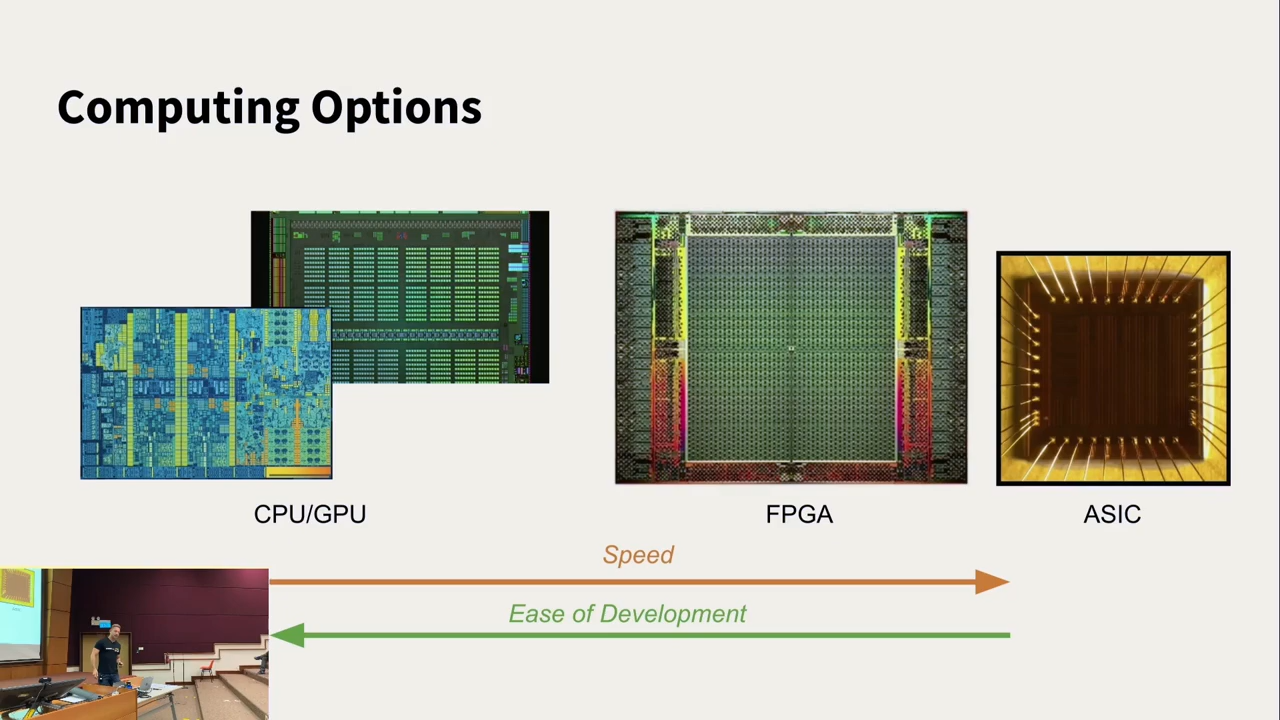 Computing Options
CPU/GPU
FPGA
ASIC
Speed
Ease of Development